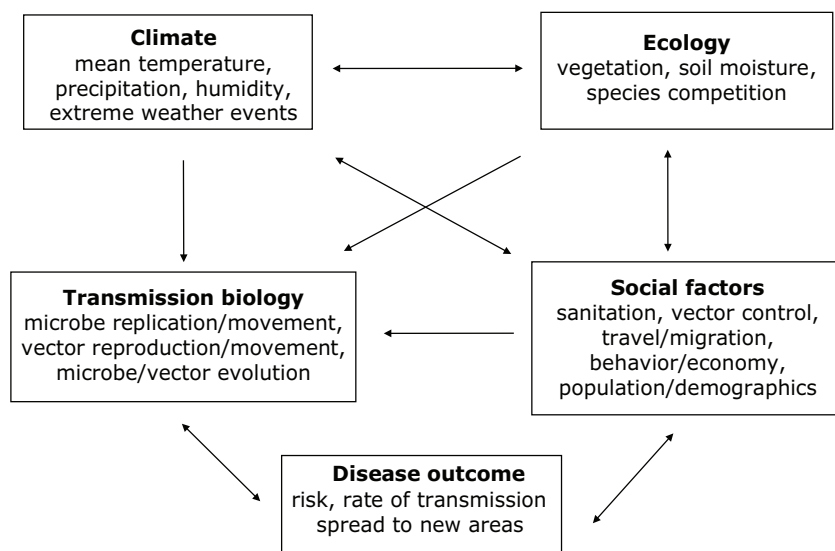 Climate
mean temperature,
precipitation, humidity,
extreme weather events
Ecology
vegetation, soil moisture,
species competition
Transmission biology
microbe replication/movement,
vector reproduction/movement,
microbe/vector evolution
Social factors
sanitation, vector control,
travel/migration,
behavior/economy,
population/demographics
Disease outcome
risk, rate of transmission
spread to new areas